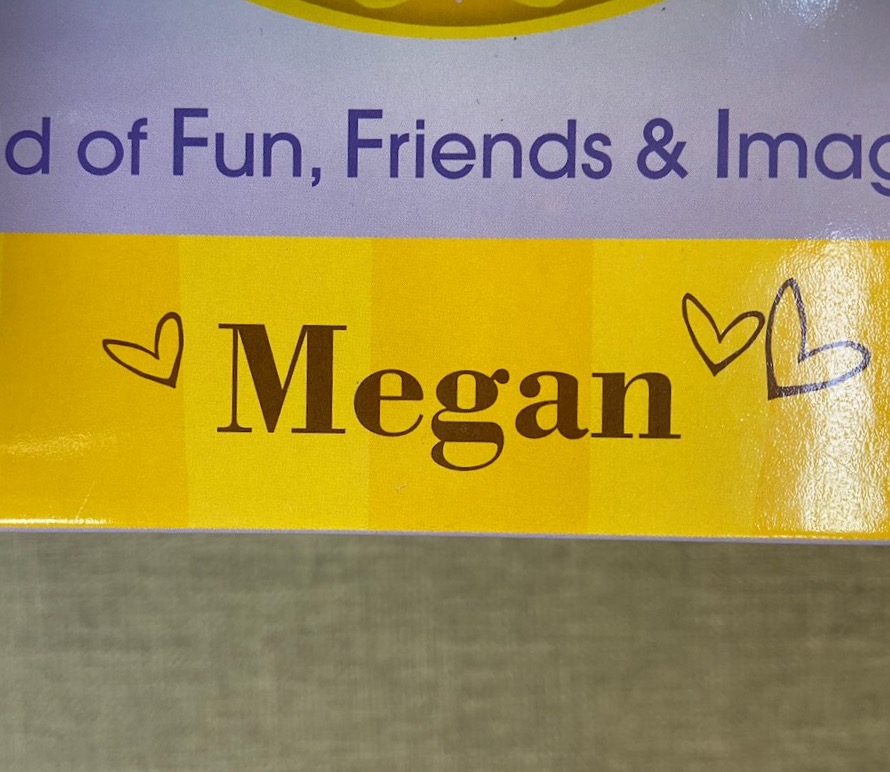 d of Fun, Friends & Imag
Megan